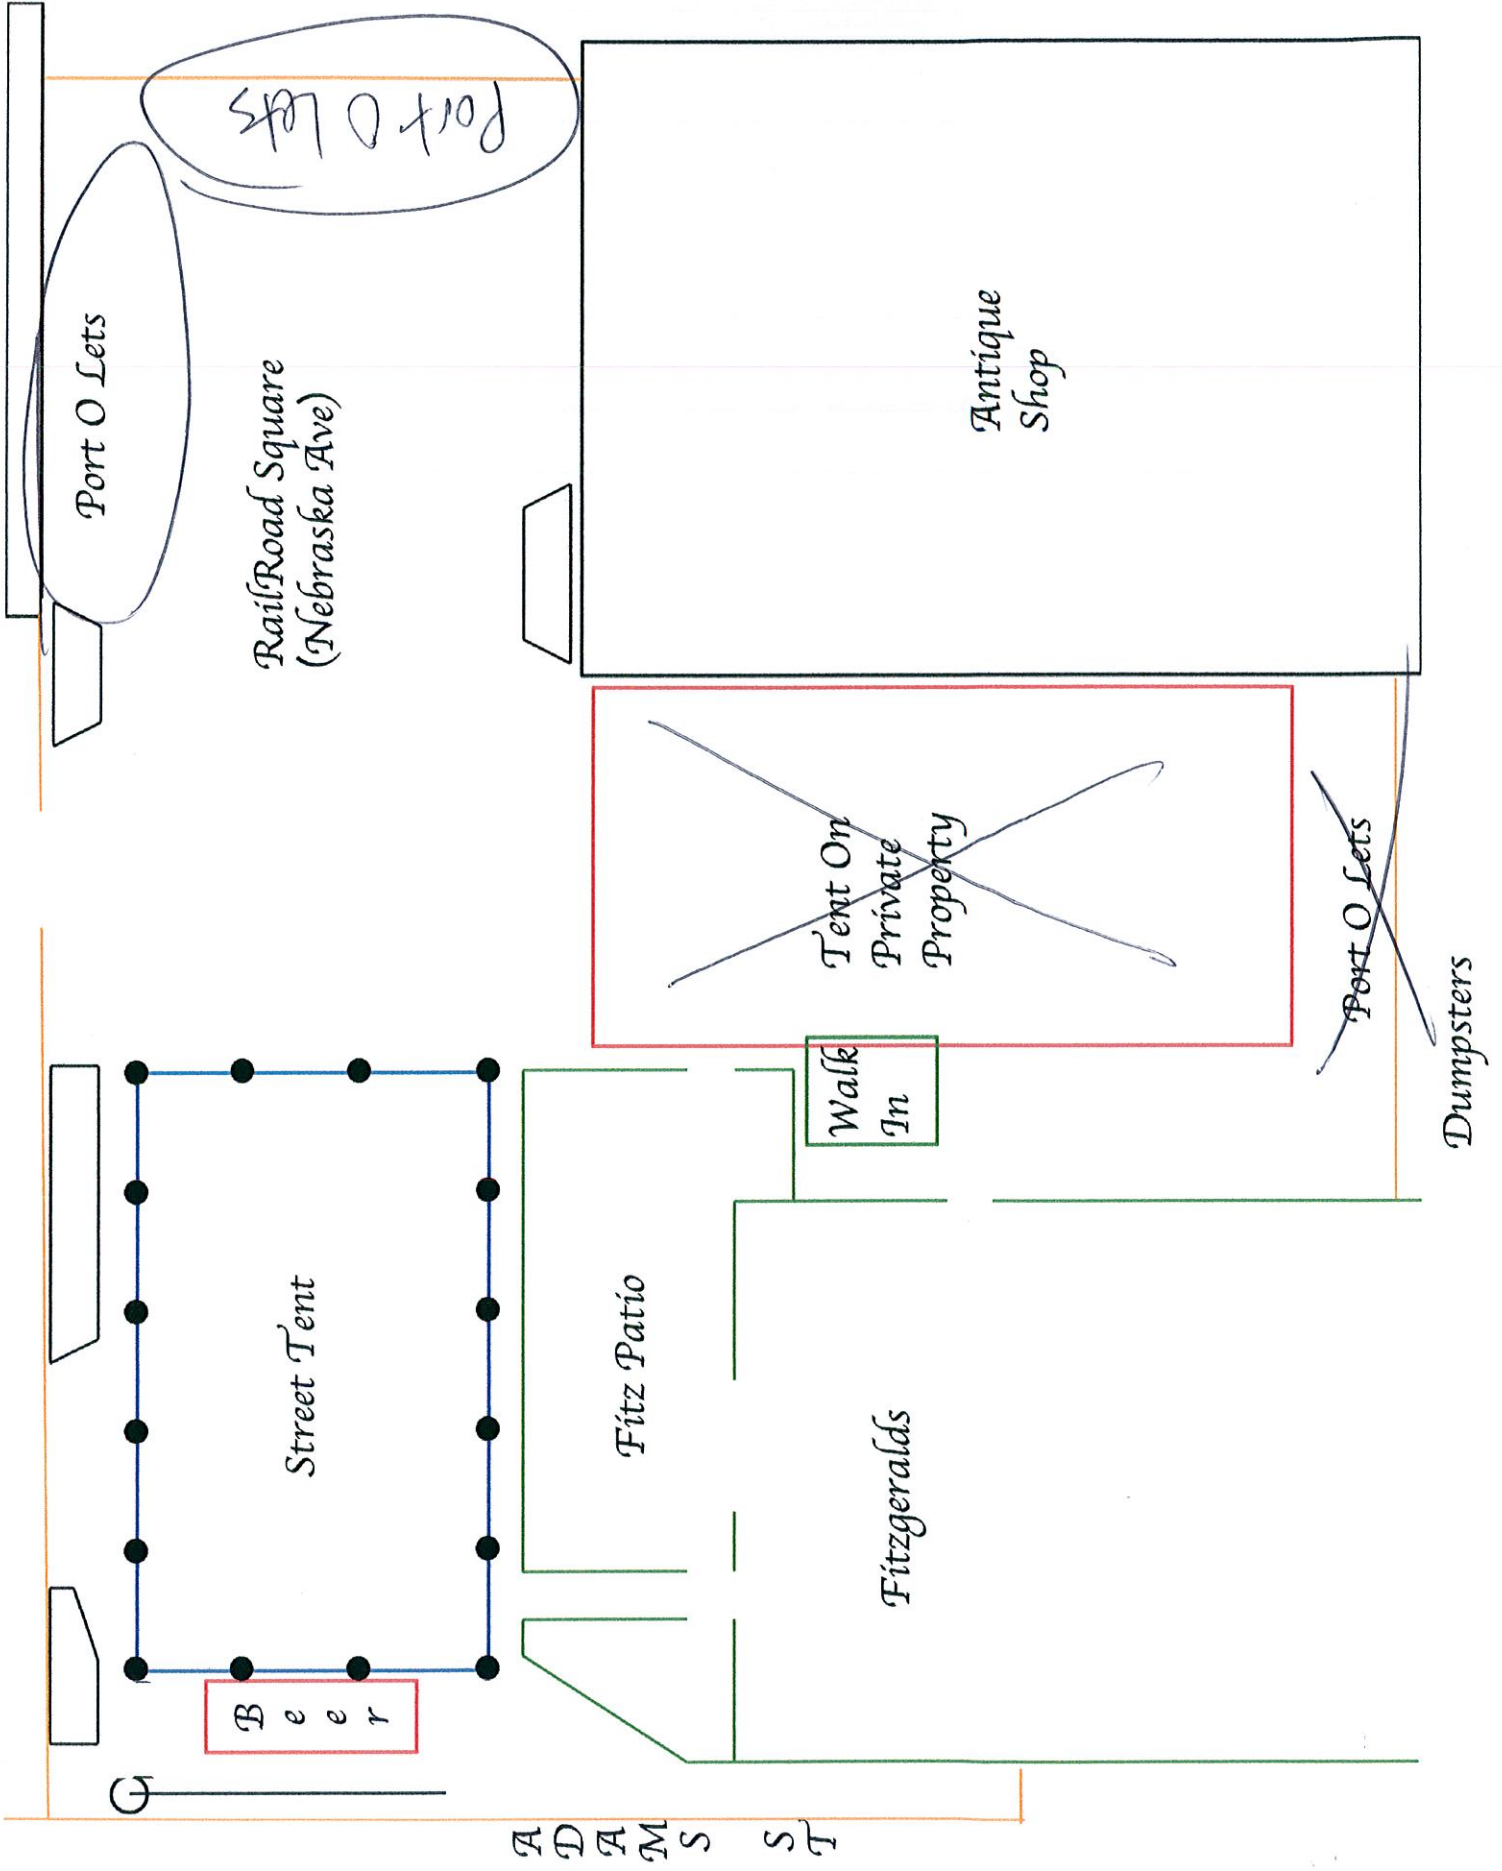 Port O Lets
Port O Lets
RailRoad Square
(Nebraska Ave)
Antique
Shop
Tent On
Private
Property
Port O Lets
Dumpsters
Walk
In
Street Tent
Fitz Patio
Fitzgeralds
Beer
ADAMS ST